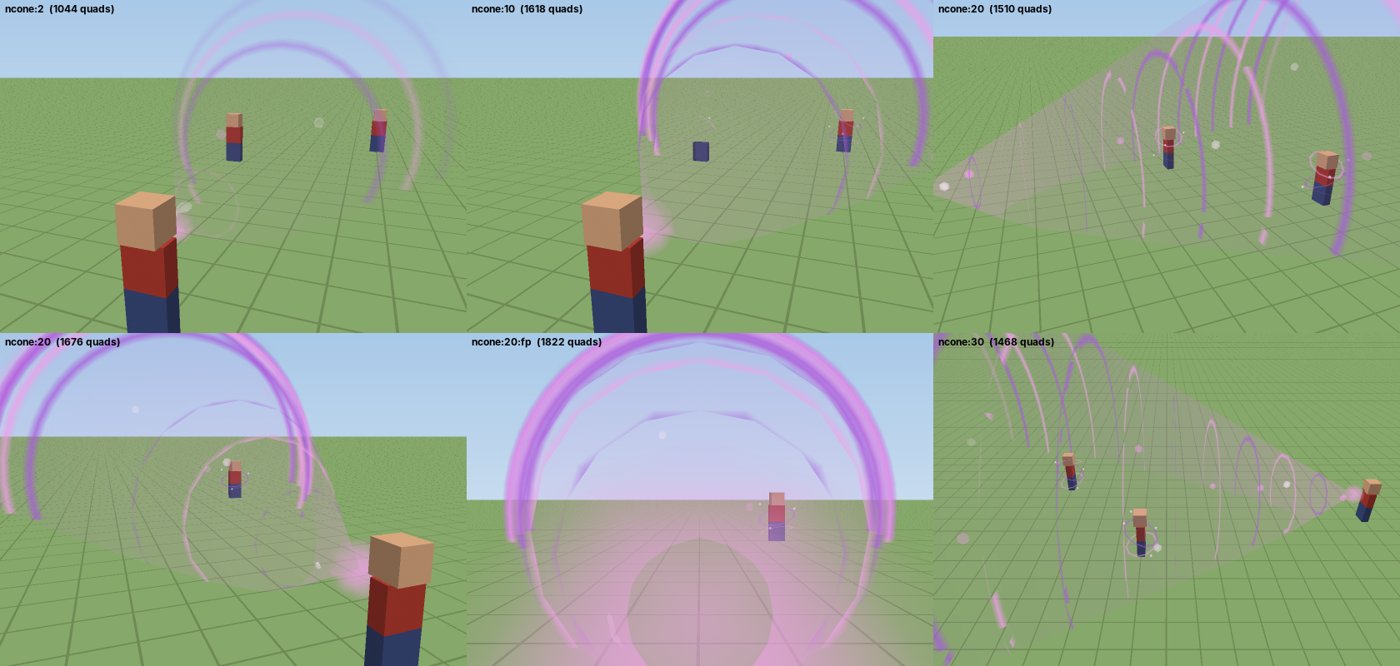 ncone:2 (1044 quads)
ncone:10 (1618 quads)
ncone:20 (1510 quads)
ncone:20 (1676 quads)
ncone:20:fp (1822 quads)
ncone:30 (1468 quads)